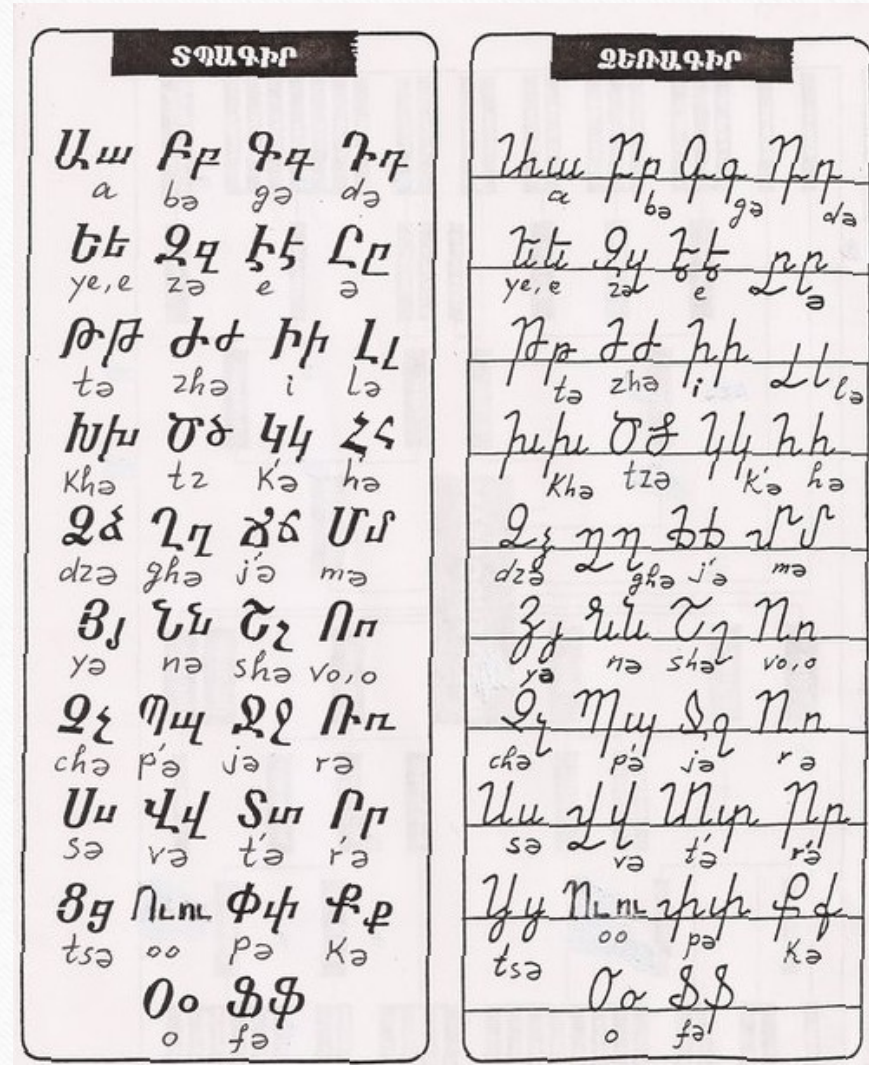 ՏՊԱԳԻՐ
Աա Բբ Գգ Դդ
a bə gə də
Եե Զզ Էէ Ըը
ye,e zə e ə
Թթ Ժժ Իի Լլ
tə zhə i lə
Խխ Ծծ Կկ Հհ
Khə tz K'ə hə
Ձձ Ղղ Ճճ Մմ
dzə ghə j'ə mə
Յյ Նն Շշ Ոո
yə nə shə vo,o
Չչ Պպ Ջջ Ռռ
chə p'ə jə rə
Սս Վվ Տտ Րր
sə və t'ə r'ə
Ցց Ուու Փփ Քք
tsə oo pə Kə
Օօ Ֆֆ
o fə
ՁԵՌԱԳԻՐ
Աա Բբ Գգ Դդ
a bə gə də
Եե Զզ Էէ Ըը
ye,e zə e ə
Թթ Ժժ Իի Լլ
tə zhə i lə
Խխ Ծծ Կկ Հհ
Khə tzə K'ə hə
Ձձ Ղղ Ճճ Մմ
dzə ghə j'ə mə
Յյ Նն Շշ Ոո
yə nə shə vo,o
Չչ Պպ Ջջ Ռռ
chə p'ə jə rə
Սս Վվ Տտ Րր
sə və t'ə r'ə
Ցց Ուու Փփ Քք
tsə oo pə Kə
Օօ Ֆֆ
o fə